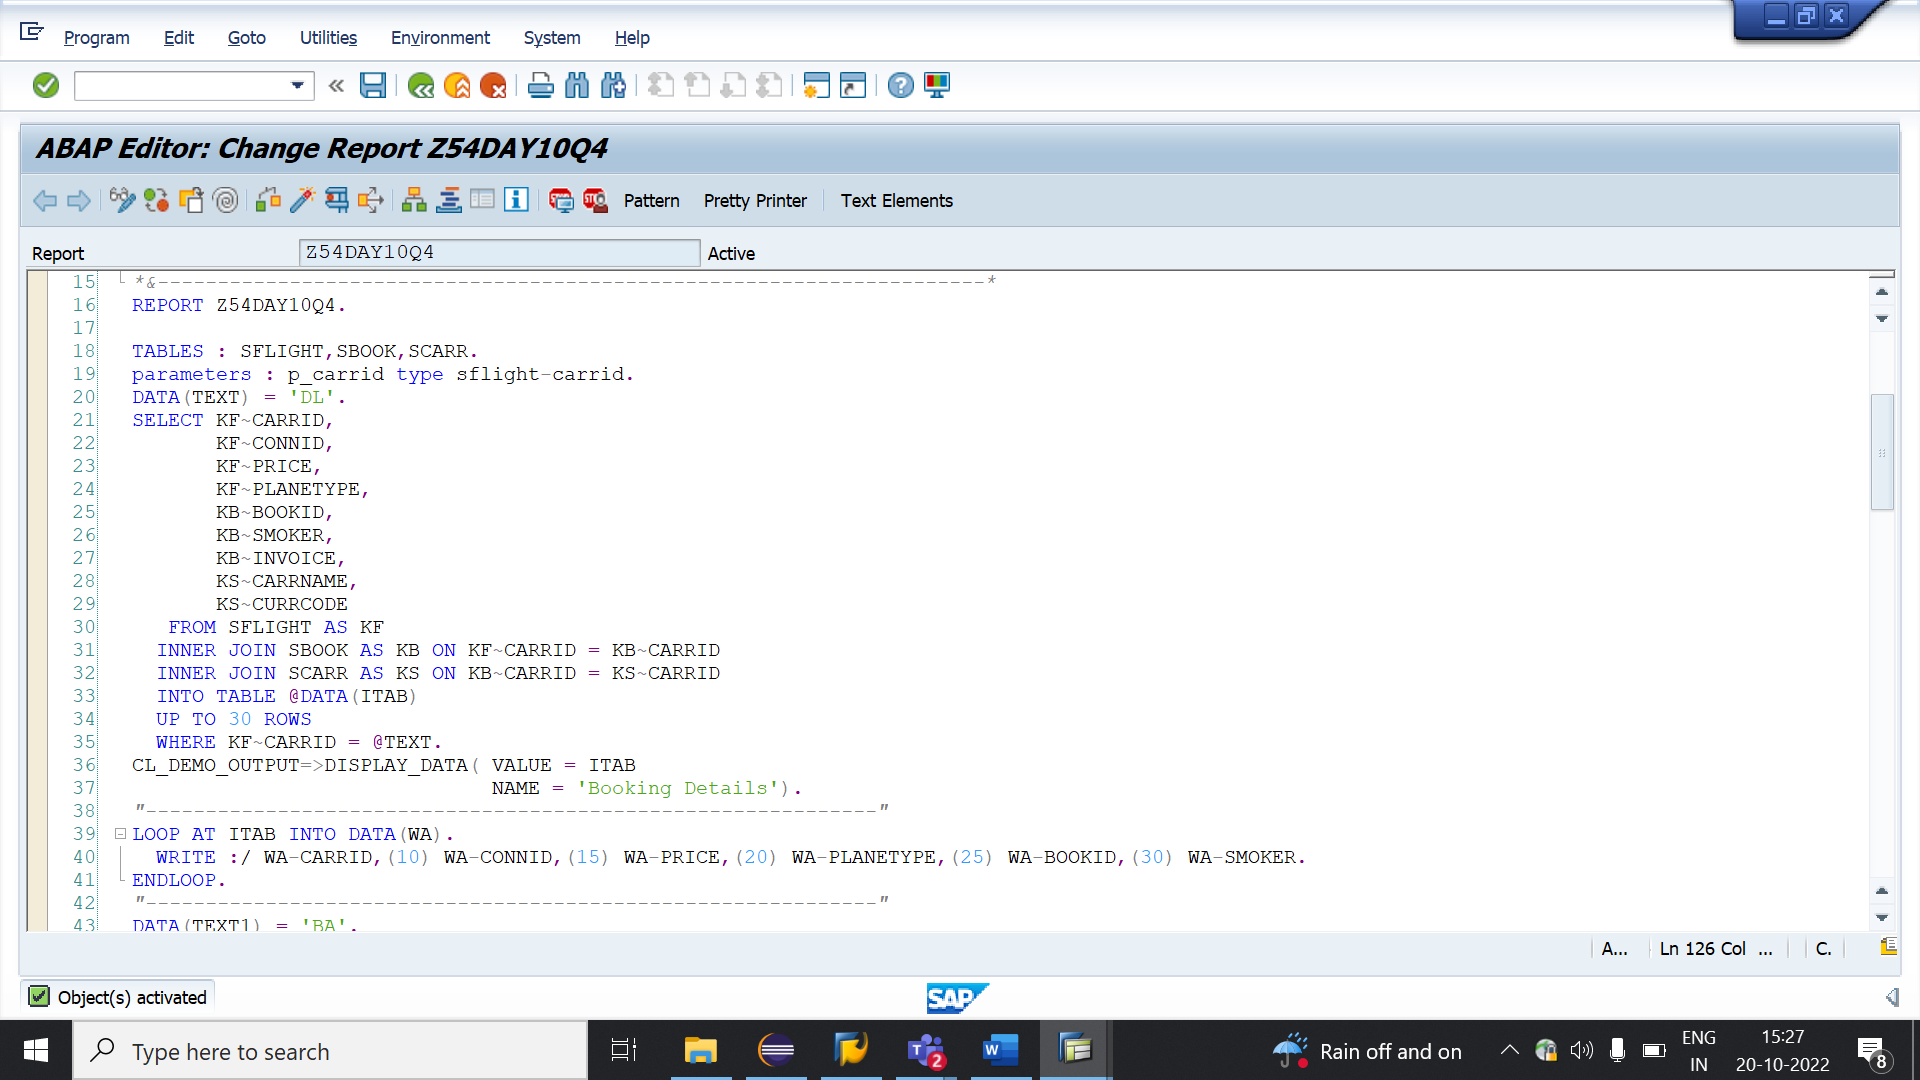 Program Edit Goto Utilities Environment System Help
ABAP Editor: Change Report Z54DAY10Q4
Pattern Pretty Printer Text Elements
Report Z54DAY10Q4 Active
15 *&---------------------------------------------------------------------*
16 REPORT Z54DAY10Q4.
17
18 TABLES : SFLIGHT,SBOOK,SCARR.
19 parameters : p_carrid type sflight-carrid.
20 DATA(TEXT) = 'DL'.
21 SELECT KF~CARRID,
22 KF~CONNID,
23 KF~PRICE,
24 KF~PLANETYPE,
25 KB~BOOKID,
26 KB~SMOKER,
27 KB~INVOICE,
28 KS~CARRNAME,
29 KS~CURRCODE
30 FROM SFLIGHT AS KF
31 INNER JOIN SBOOK AS KB ON KF~CARRID = KB~CARRID
32 INNER JOIN SCARR AS KS ON KB~CARRID = KS~CARRID
33 INTO TABLE @DATA(ITAB)
34 UP TO 30 ROWS
35 WHERE KF~CARRID = @TEXT.
36 CL_DEMO_OUTPUT=>DISPLAY_DATA( VALUE = ITAB
37 NAME = 'Booking Details').
38 "-------------------------------------------------------------"
39 LOOP AT ITAB INTO DATA(WA).
40 WRITE :/ WA-CARRID,(10) WA-CONNID,(15) WA-PRICE,(20) WA-PLANETYPE,(25) WA-BOOKID,(30) WA-SMOKER.
41 ENDLOOP.
42 "-------------------------------------------------------------"
43 DATA(TEXT1) = 'BA'.
A... Ln 126 Col ... C.
Object(s) activated
SAP
Type here to search
T 2
W
Rain off and on
ENG
IN
15:27
20-10-2022
8